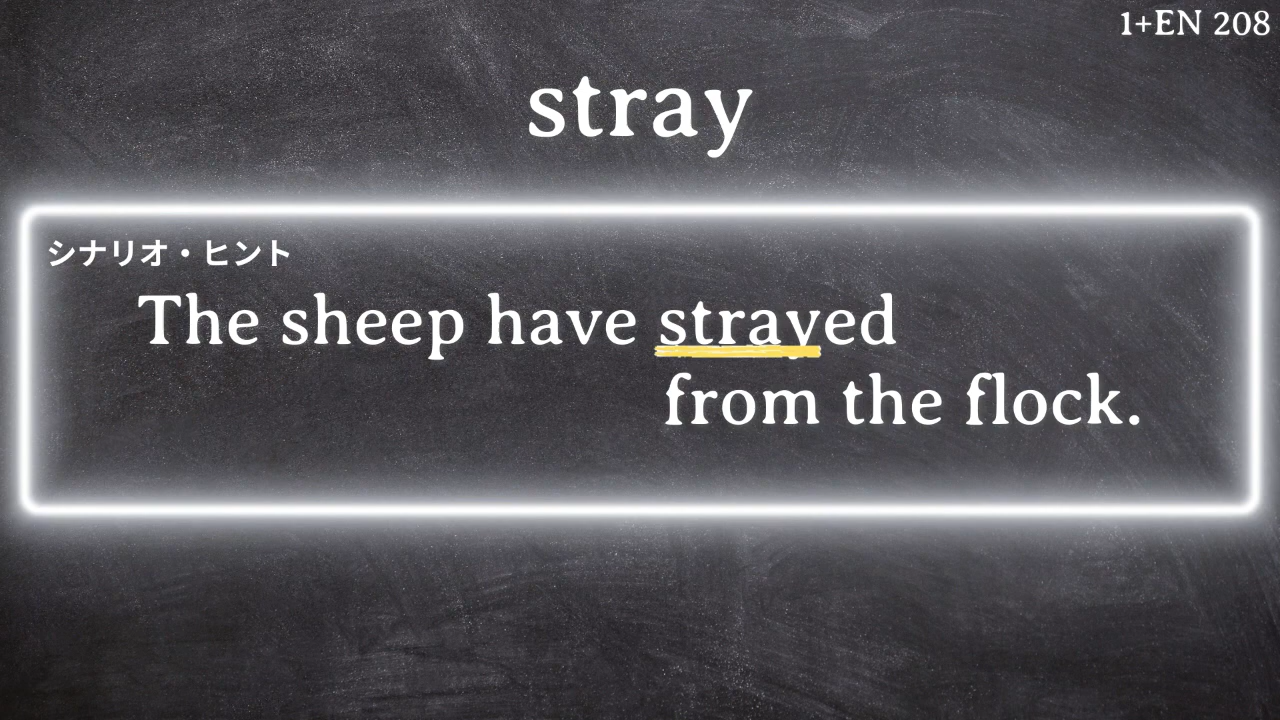 1+EN 208
stray
シナリオ・ヒント
The sheep have strayed
from the flock.